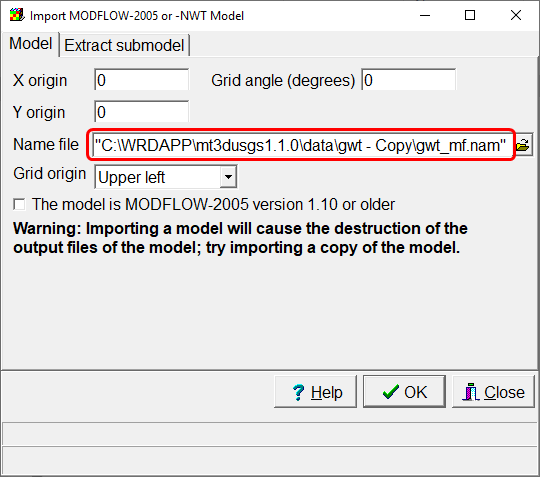 Import MODFLOW-2005 or -NWT Model
Model Extract submodel
X origin 0 Grid angle (degrees) 0
Y origin 0
Name file "C:\WRDAPP\mt3dusgs1.1.0\data\gwt - Copy\gwt_mf.nam"
Grid origin Upper left
The model is MODFLOW-2005 version 1.10 or older
Warning: Importing a model will cause the destruction of the
output files of the model; try importing a copy of the model.
? Help OK Close